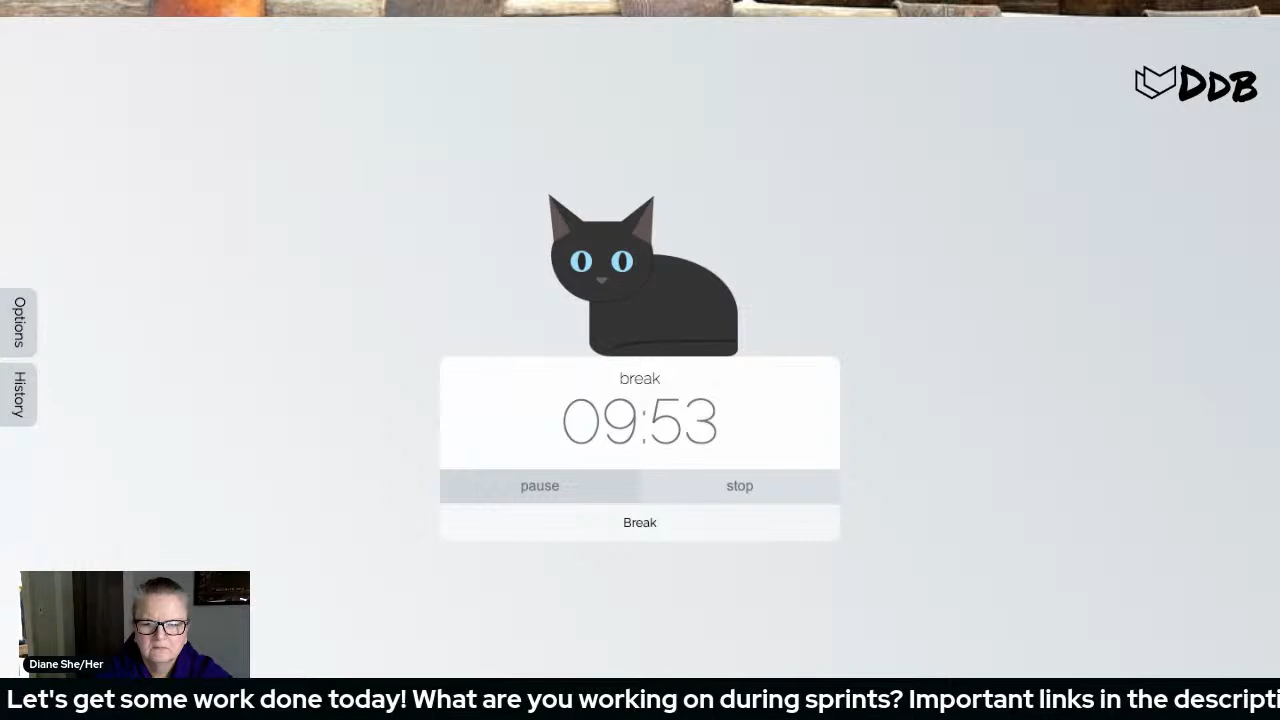 DDB
Options
History
break
09:53
pause
stop
Break
Diane She/Her
Let's get some work done today! What are you working on during sprints? Important links in the descripti